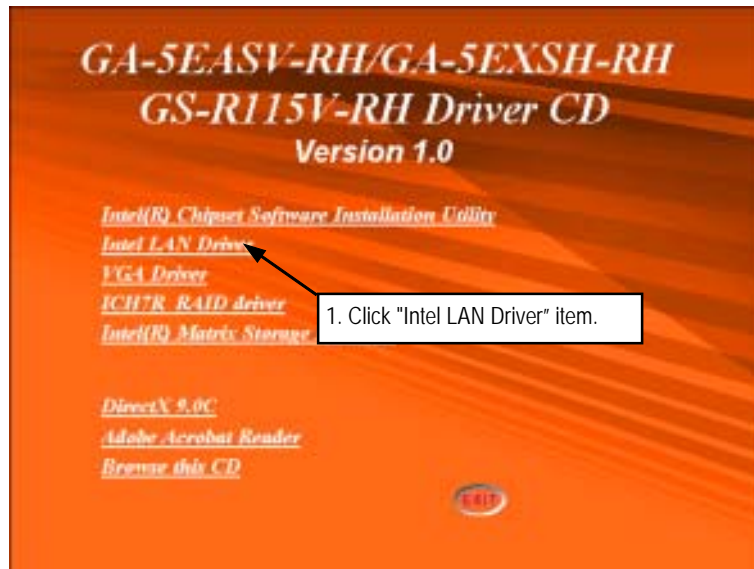 GA-5EASV-RH/GA-5EXSH-RH
GS-R115V-RH Driver CD
Version 1.0
Intel(R) Chipset Software Installation Utility
Intel LAN Driver
VGA Driver
ICH7R RAID driver
Intel(R) Matrix Storage
1. Click "Intel LAN Driver" item.
DirectX 9.0C
Adobe Acrobat Reader
Browse this CD
EXIT